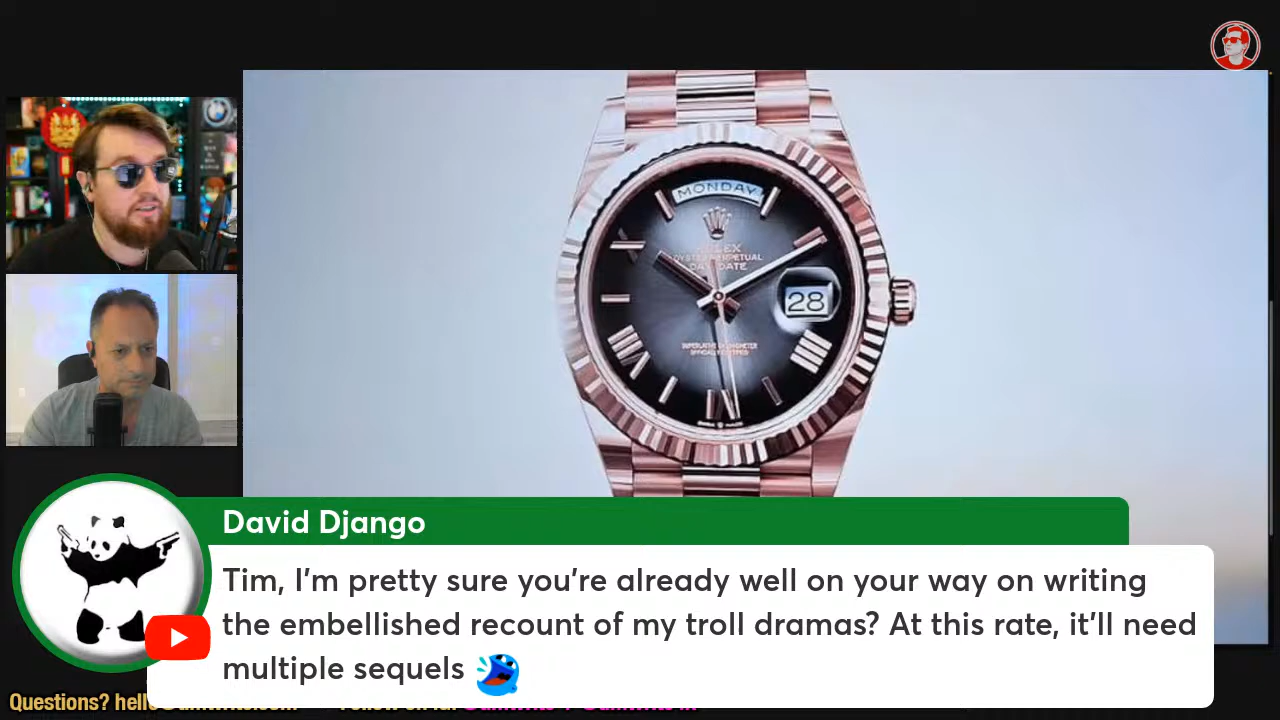 MONDAY
ROLEX
OYSTER PERPETUAL
DAY-DATE
28
SUPERLATIVE CHRONOMETER
OFFICIALLY CERTIFIED
David Django
Tim, I'm pretty sure you're already well on your way on writing
the embellished recount of my troll dramas? At this rate, it'll need
multiple sequels
Questions?